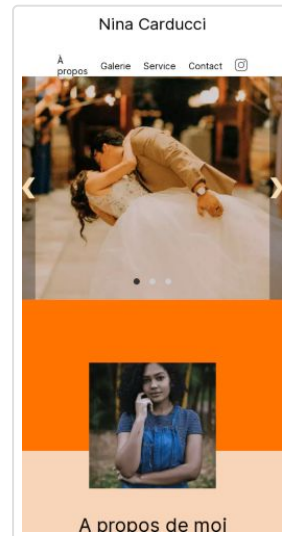 Nina Carducci
À propos Galerie Service Contact
A propos de moi